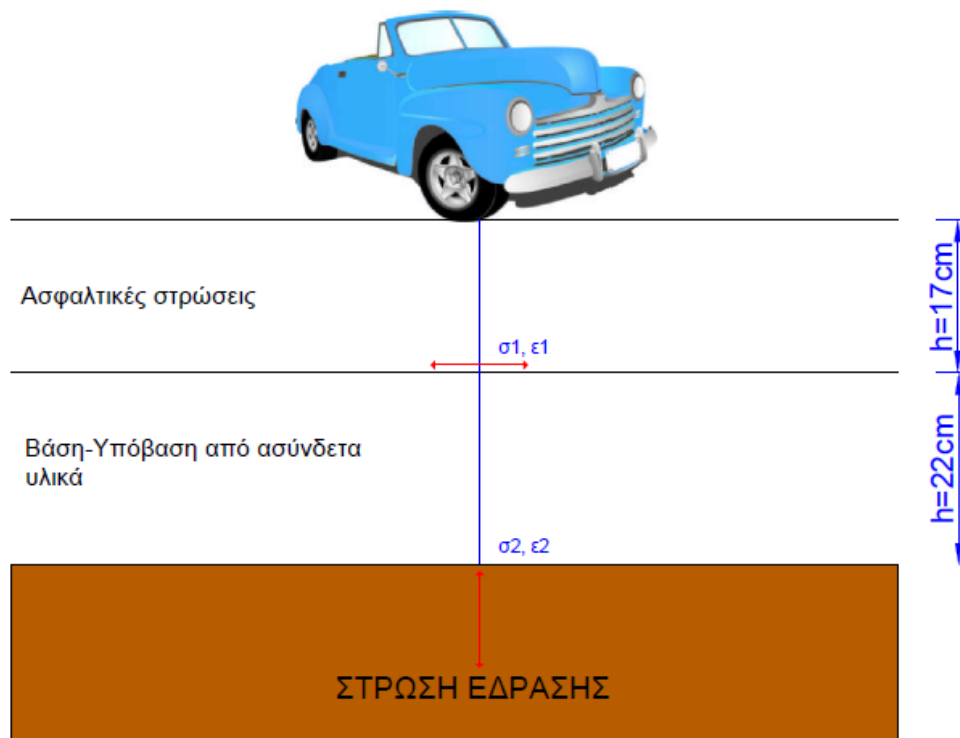 Ασφαλτικές στρώσεις
h=17cm
σ1, ε1
Βάση-Υπόβαση από ασύνδετα
υλικά
h=22cm
σ2, ε2
ΣΤΡΩΣΗ ΕΔΡΑΣΗΣ